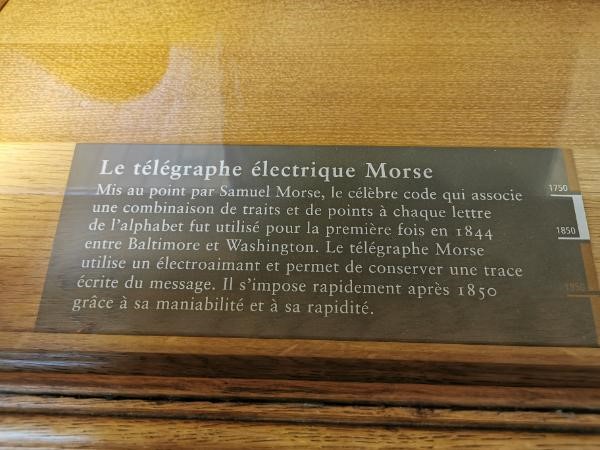 Le télégraphe électrique Morse
Mis au point par Samuel Morse, le célèbre code qui associe
une combinaison de traits et de points à chaque lettre
de l'alphabet fut utilisé pour la première fois en 1844
entre Baltimore et Washington. Le télégraphe Morse
utilise un électroaimant et permet de conserver une trace
écrite du message. Il s'impose rapidement après 1850
grâce à sa maniabilité et à sa rapidité.
1750
1850
1950